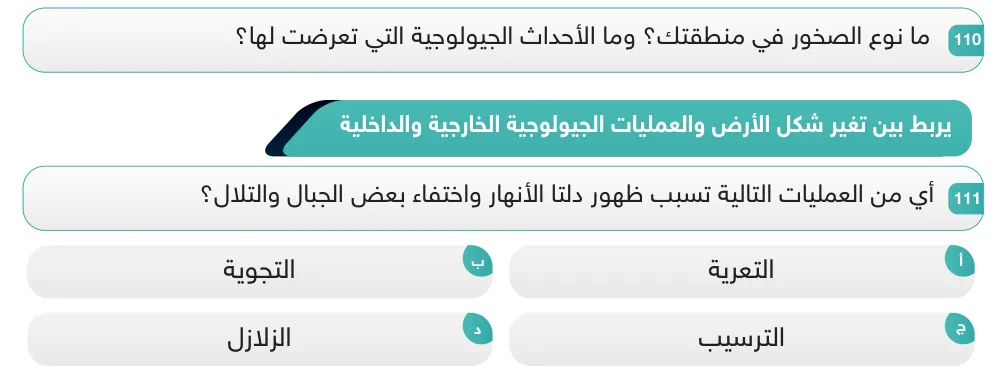 110 ما نوع الصخور في منطقتك؟ وما الأحداث الجيولوجية التي تعرضت لها؟
يربط بين تغير شكل الأرض والعمليات الجيولوجية الخارجية والداخلية
111 أي من العمليات التالية تسبب ظهور دلتا الأنهار واختفاء بعض الجبال والتلال؟
أ التعرية
ب التجوية
ج الترسيب
د الزلازل